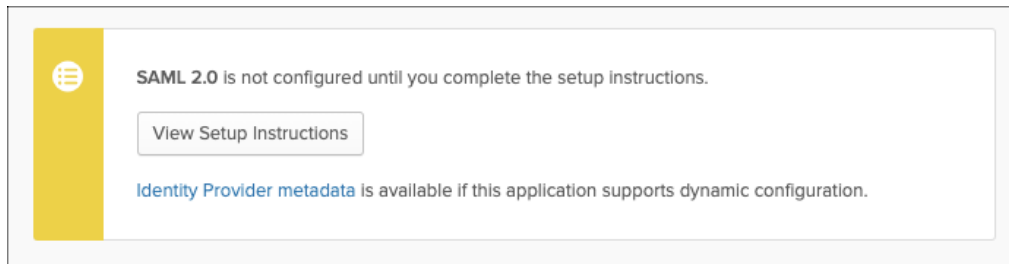 SAML 2.0 is not configured until you complete the setup instructions.
View Setup Instructions
Identity Provider metadata is available if this application supports dynamic configuration.